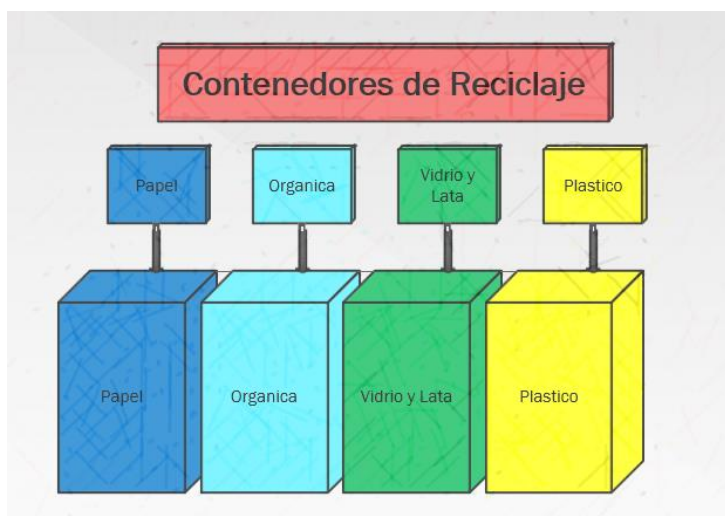 Contenedores de Reciclaje
Papel
Organica
Vidrio y
Lata
Plastico
Papel
Organica
Vidrio y Lata
Plastico